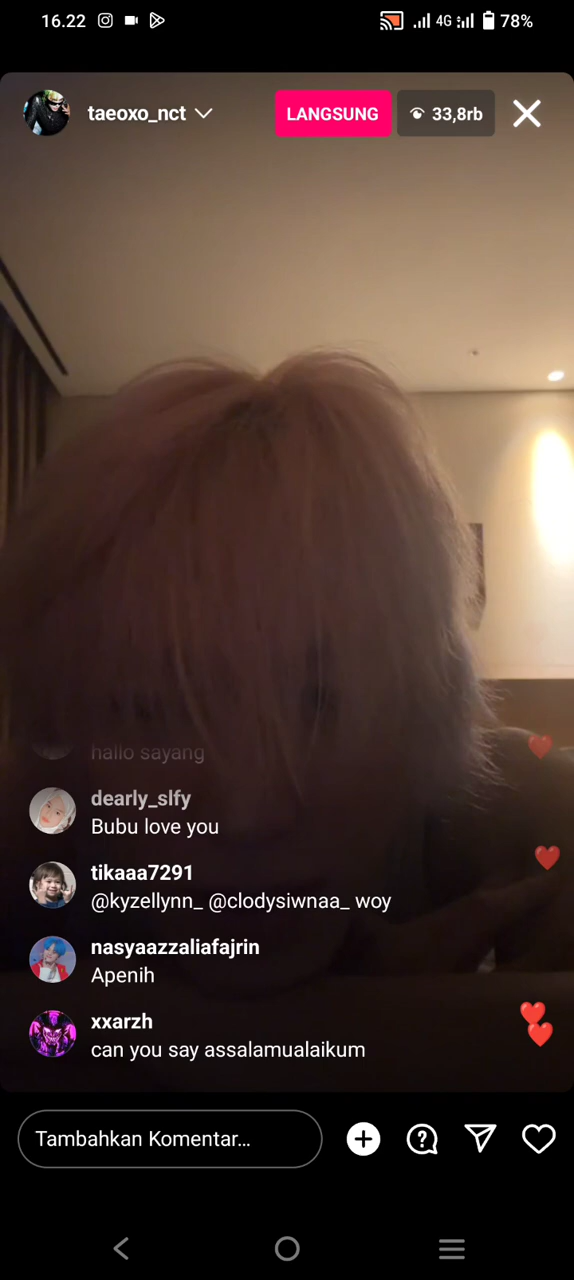 16.22
4G
78%
taeoxo_nct
LANGSUNG
33,8rb
hallo sayang
dearly_slfy
Bubu love you
tikaaa7291
@kyzellynn_ @clodysiwnaa_ woy
nasyaazzaliafajrin
Apenih
xxarzh
can you say assalamualaikum
Tambahkan Komentar...